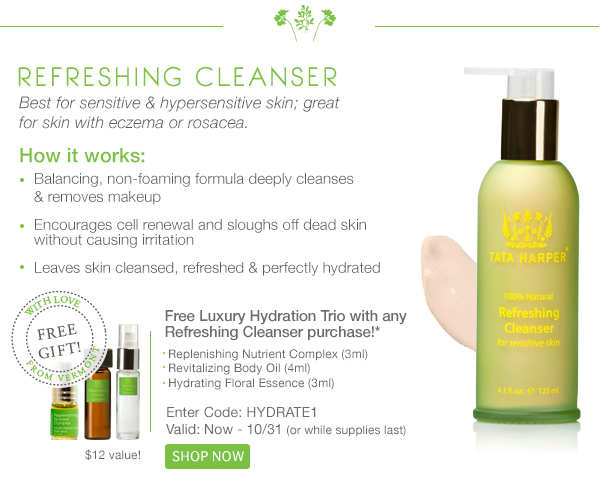 REFRESHING CLEANSER
Best for sensitive & hypersensitive skin; great
for skin with eczema or rosacea.
How it works:
• Balancing, non-foaming formula deeply cleanses
& removes makeup
• Encourages cell renewal and sloughs off dead skin
without causing irritation
• Leaves skin cleansed, refreshed & perfectly hydrated
TATA HARPER
100% Natural
Refreshing
Cleanser
for sensitive skin
4.1 fl. oz. ℮ 125 ml
WITH LOVE
FREE
GIFT!
FROM VERMONT
$12 value!
Free Luxury Hydration Trio with any
Refreshing Cleanser purchase!*
· Replenishing Nutrient Complex (3ml)
· Revitalizing Body Oil (4ml)
· Hydrating Floral Essence (3ml)
Enter Code: HYDRATE1
Valid: Now - 10/31 (or while supplies last)
SHOP NOW